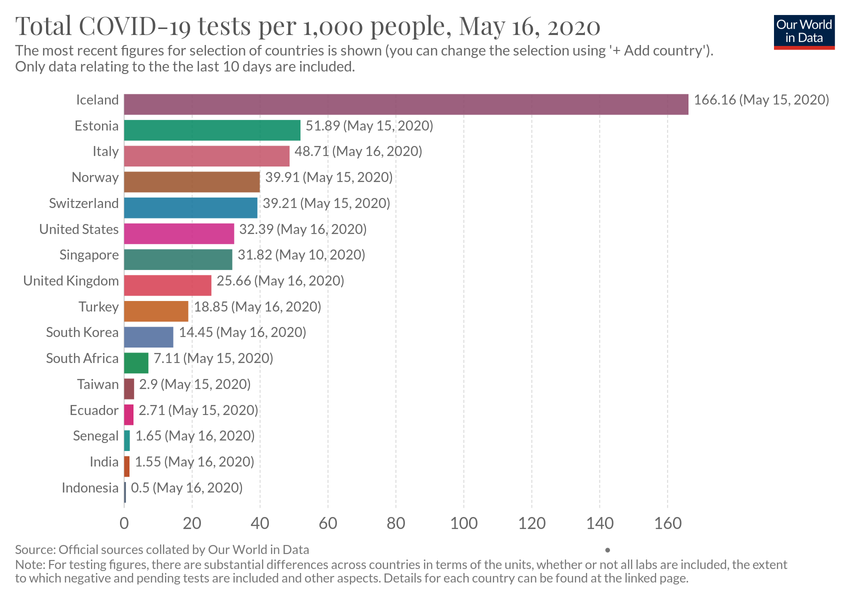 Total COVID-19 tests per 1,000 people, May 16, 2020
Our World
in Data
The most recent figures for selection of countries is shown (you can change the selection using '+ Add country').
Only data relating to the the last 10 days are included.
Iceland 166.16 (May 15, 2020)
Estonia 51.89 (May 15, 2020)
Italy 48.71 (May 16, 2020)
Norway 39.91 (May 15, 2020)
Switzerland 39.21 (May 15, 2020)
United States 32.39 (May 16, 2020)
Singapore 31.82 (May 10, 2020)
United Kingdom 25.66 (May 16, 2020)
Turkey 18.85 (May 16, 2020)
South Korea 14.45 (May 16, 2020)
South Africa 7.11 (May 15, 2020)
Taiwan 2.9 (May 15, 2020)
Ecuador 2.71 (May 15, 2020)
Senegal 1.65 (May 16, 2020)
India 1.55 (May 16, 2020)
Indonesia 0.5 (May 16, 2020)
0 20 40 60 80 100 120 140 160
Source: Official sources collated by Our World in Data
Note: For testing figures, there are substantial differences across countries in terms of the units, whether or not all labs are included, the extent
to which negative and pending tests are included and other aspects. Details for each country can be found at the linked page.